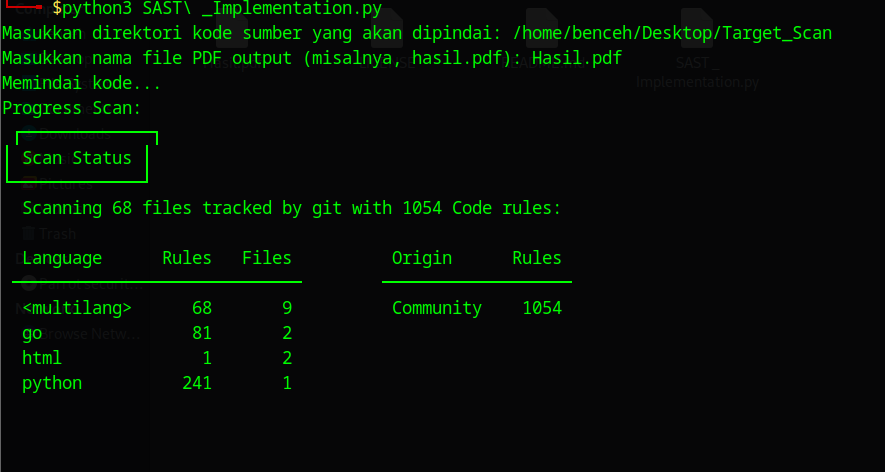 $python3 SAST\ _Implementation.py
Masukkan direktori kode sumber yang akan dipindai: /home/benceh/Desktop/Target_Scan
Masukkan nama file PDF output (misalnya, hasil.pdf): Hasil.pdf
Memindai kode...
Progress Scan:
Scan Status
Scanning 68 files tracked by git with 1054 Code rules:
Language Rules Files Origin Rules
<multilang> 68 9 Community 1054
go 81 2
html 1 2
python 241 1
SAST _
Implementation.py
Pictures
Trash
Browse Netw...